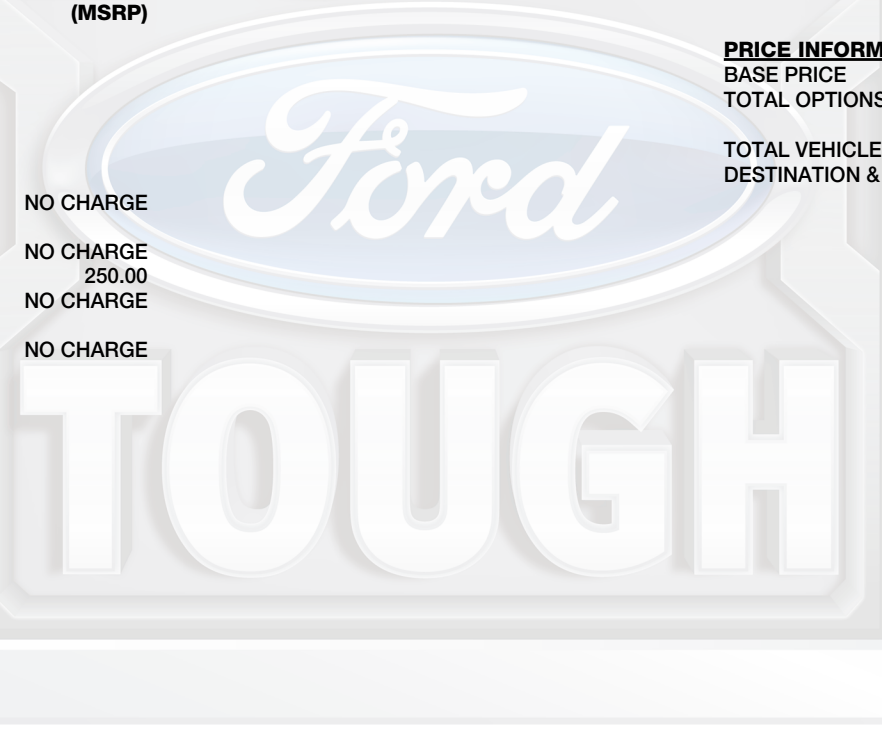 (MSRP)
NO CHARGE
NO CHARGE
250.00
NO CHARGE
NO CHARGE
PRICE INFORM
BASE PRICE
TOTAL OPTIONS
TOTAL VEHICLE
DESTINATION &
Ford
TOUGH